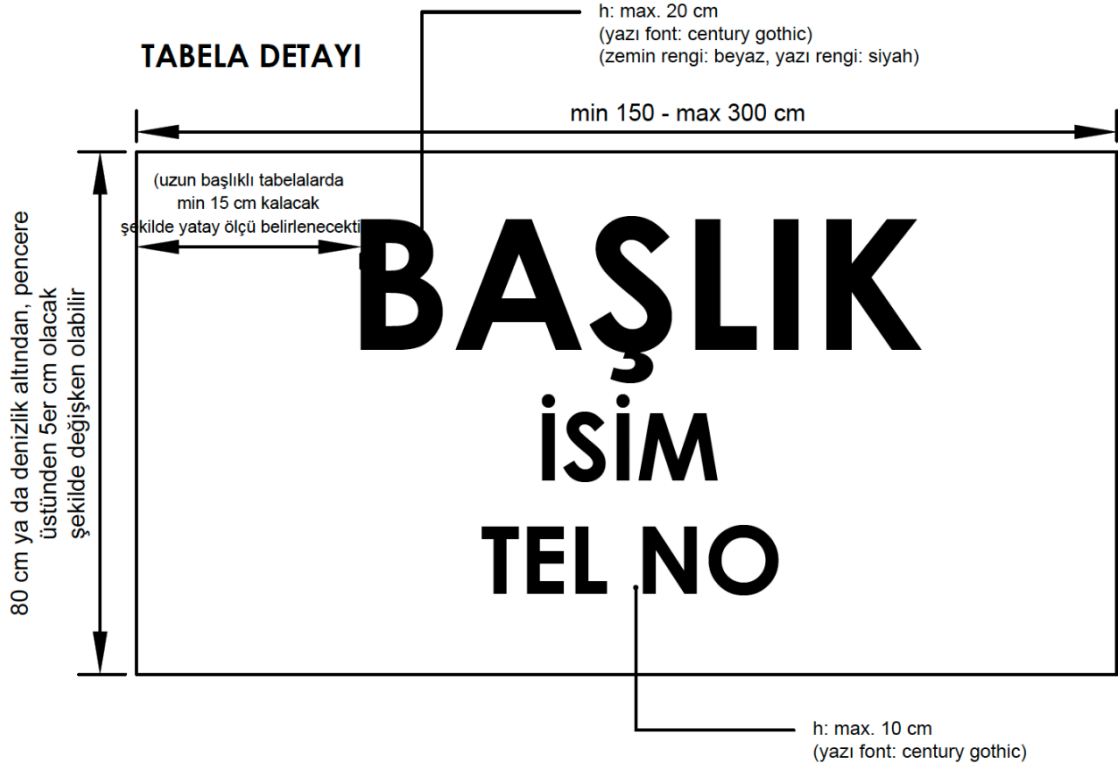 h: max. 20 cm
(yazı font: century gothic)
(zemin rengi: beyaz, yazı rengi: siyah)
TABELA DETAYI
min 150 - max 300 cm
(uzun başlıklı tabelalarda
min 15 cm kalacak
şekilde yatay ölçü belirlenecekti
80 cm ya da denizlik altından, pencere
üstünden 5er cm olacak
şekilde değişken olabilir
BAŞLIK
İSİM
TEL NO
h: max. 10 cm
(yazı font: century gothic)